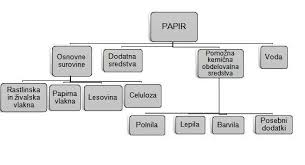 PAPIR
Osnovne
surovine
Dodatna
sredstva
Pomožna
kemična
obdelovalna
sredstva
Voda
Rastlinska
in živalska
vlakna
Papirna
vlakna
Lesovina
Celuloza
Polnila
Lepila
Barvila
Posebni
dodatki